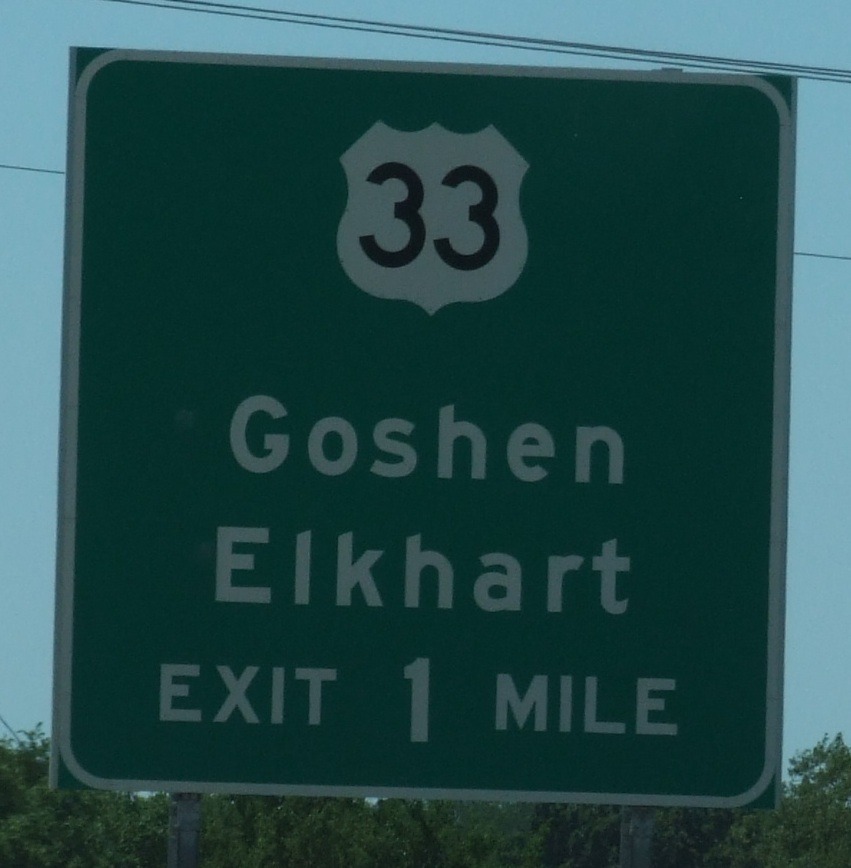 33
Goshen
Elkhart
EXIT 1 MILE